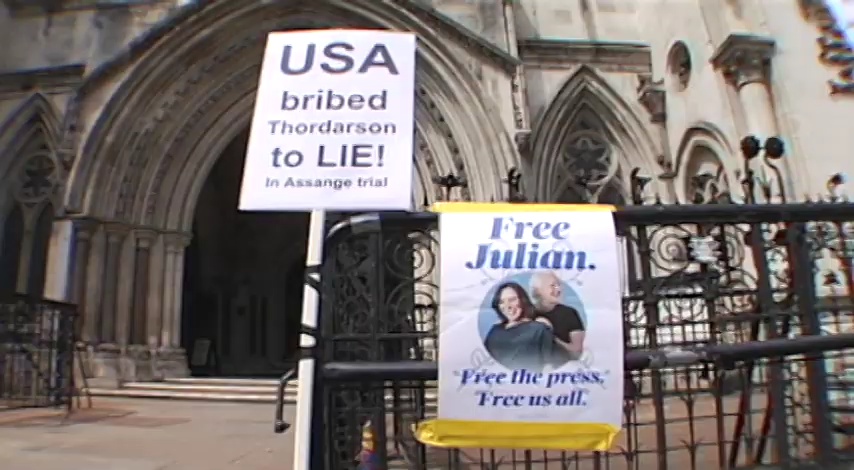 USA
bribed
Thordarson
to LIE!
In Assange trial
Free
Julian.
"Free the press,"
"Free us all."